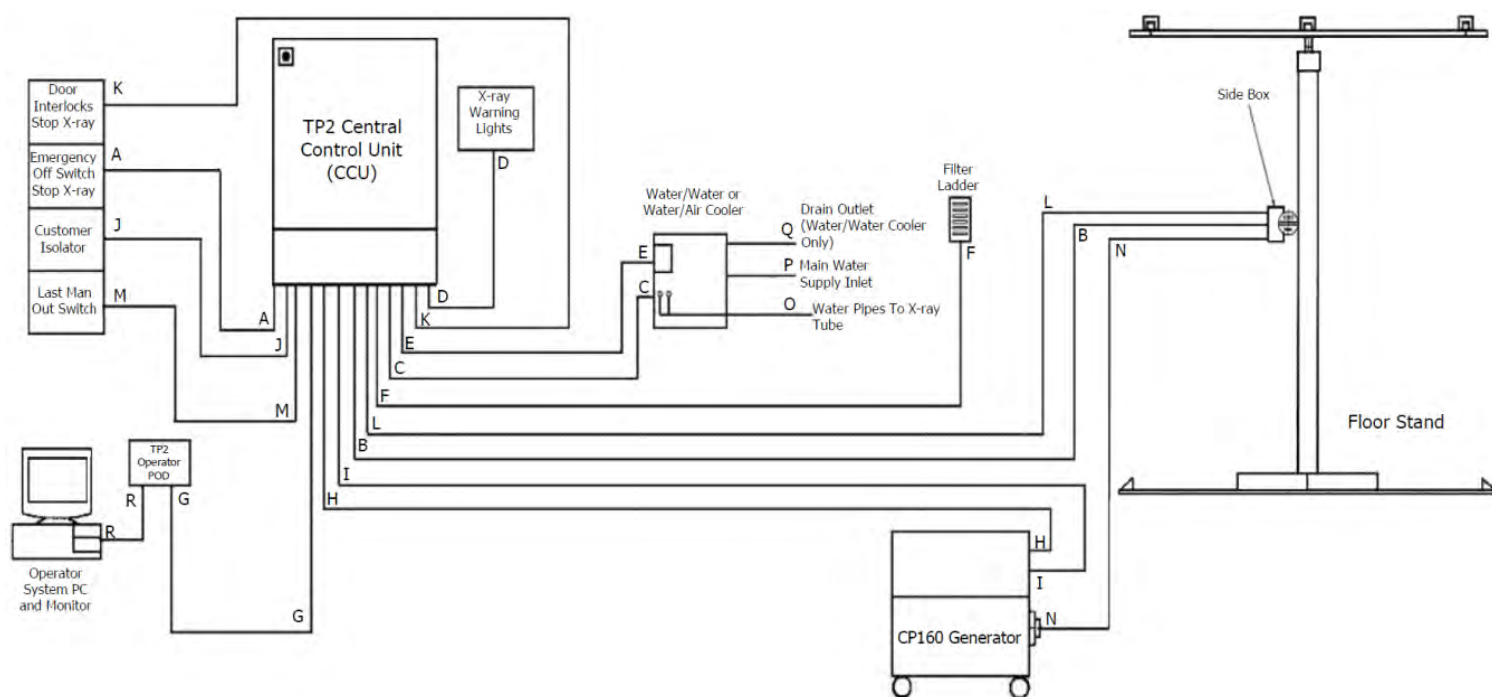 Door
Interlocks
Stop X-ray
K
Emergency
Off Switch
Stop X-ray
A
Customer
Isolator
J
Last Man
Out Switch
M
TP2 Central
Control Unit
(CCU)
X-ray
Warning
Lights
D
Water/Water or
Water/Air Cooler
E
C
Q
Drain Outlet
(Water/Water Cooler
Only)
P
Main Water
Supply Inlet
O
Water Pipes To X-ray
Tube
Filter
Ladder
F
Side Box
L
B
N
Floor Stand
D
K
A
E
J
C
F
M
L
B
I
H
TP2
Operator
POD
R
G
R
Operator
System PC
and Monitor
G
H
I
N
CP160 Generator